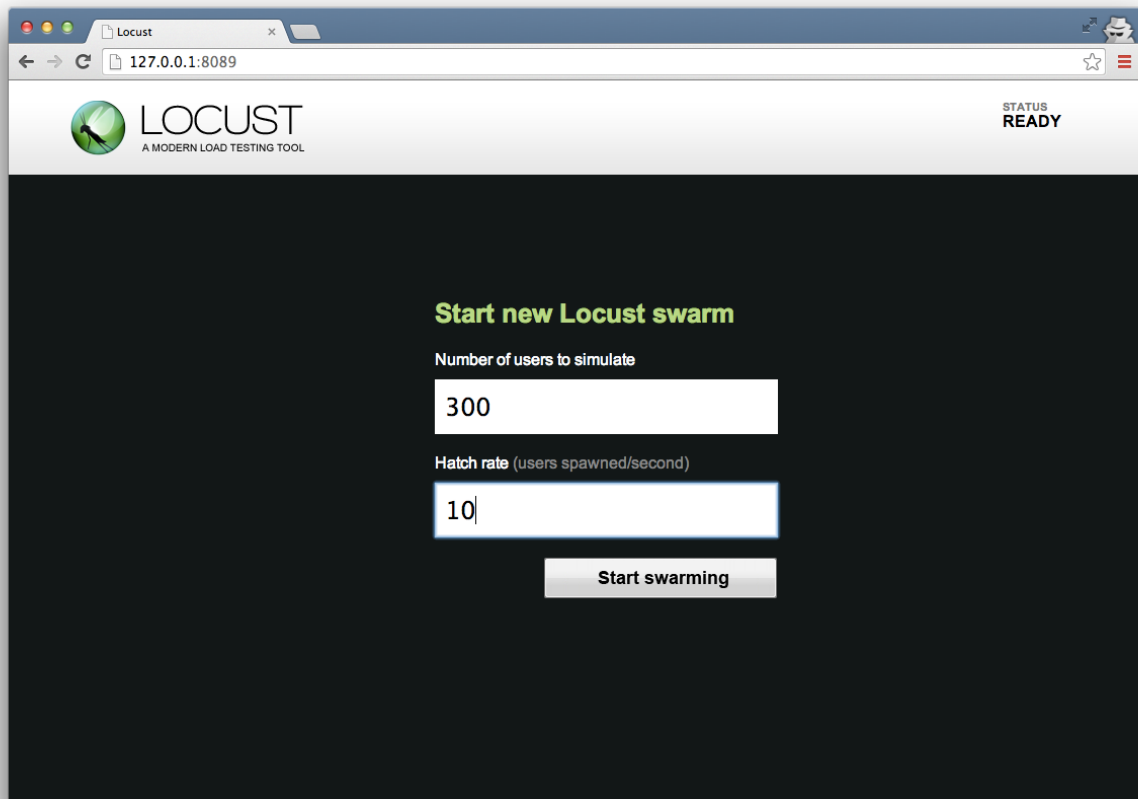 Locust
127.0.0.1:8089
LOCUST
A MODERN LOAD TESTING TOOL
STATUS
READY
Start new Locust swarm
Number of users to simulate
300
Hatch rate (users spawned/second)
10
Start swarming